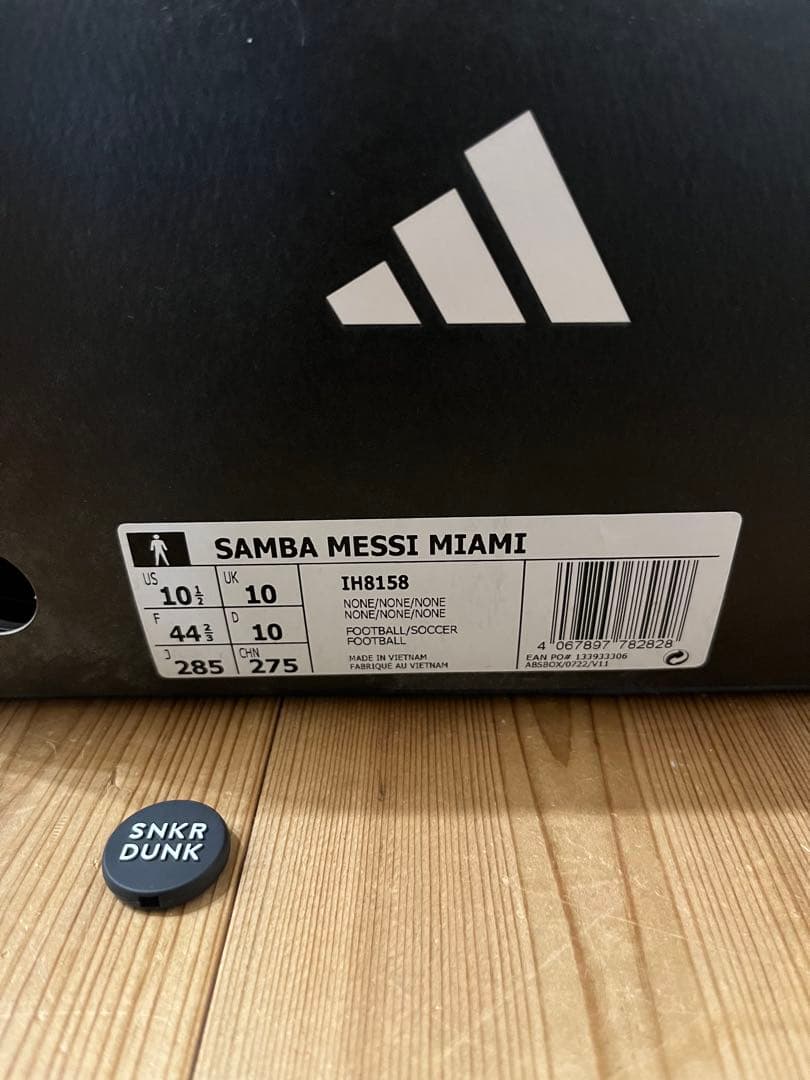 SAMBA MESSI MIAMI
US 10½ UK 10
F 44⅔ D 10
J 285 CHN 275
IH8158
NONE/NONE/NONE
NONE/NONE/NONE
FOOTBALL/SOCCER
FOOTBALL
MADE IN VIETNAM
FABRIQUE AU VIETNAM
4 067897 782828
EAN PO# 133933306
ABSBOX/0722/V11
SNKR
DUNK